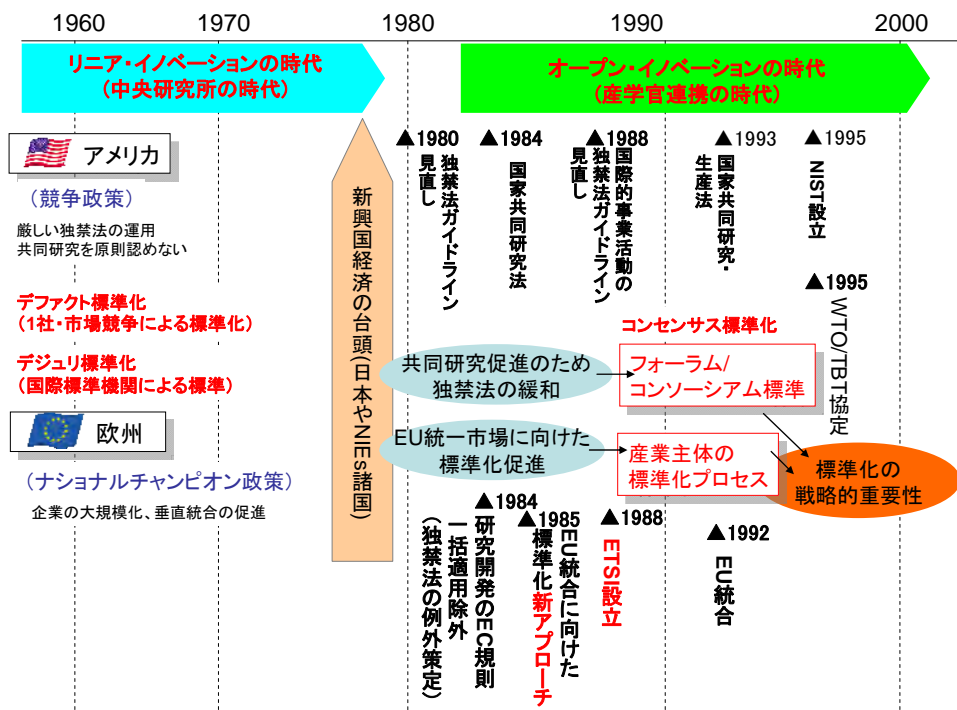 1960
1970
1980
1990
2000
リニア・イノベーションの時代
(中央研究所の時代)
オープン・イノベーションの時代
(産学官連携の時代)
アメリカ
(競争政策)
厳しい独禁法の運用
共同研究を原則認めない
デファクト標準化
(1社・市場競争による標準化)
デジュリ標準化
(国際標準機関による標準)
欧州
(ナショナルチャンピオン政策)
企業の大規模化、垂直統合の促進
新興国経済の台頭(日本やNIEs諸国)
▲1980
独禁法ガイドライン
見直し
▲1984
国家共同研究法
▲1988
国際的事業活動の
独禁法ガイドライン
見直し
▲1993
国家共同研究・
生産法
▲1995
NIST設立
▲1995
WTO/TBT協定
コンセンサス標準化
共同研究促進のため
独禁法の緩和
フォーラム/
コンソーシアム標準
EU統一市場に向けた
標準化促進
産業主体の
標準化プロセス
標準化の
戦略的重要性
▲1984
研究開発のEC規則
一括適用除外
(独禁法の例外策定)
▲1985
EU統合に向けた
標準化新アプローチ
▲1988
ETSI設立
▲1992
EU統合